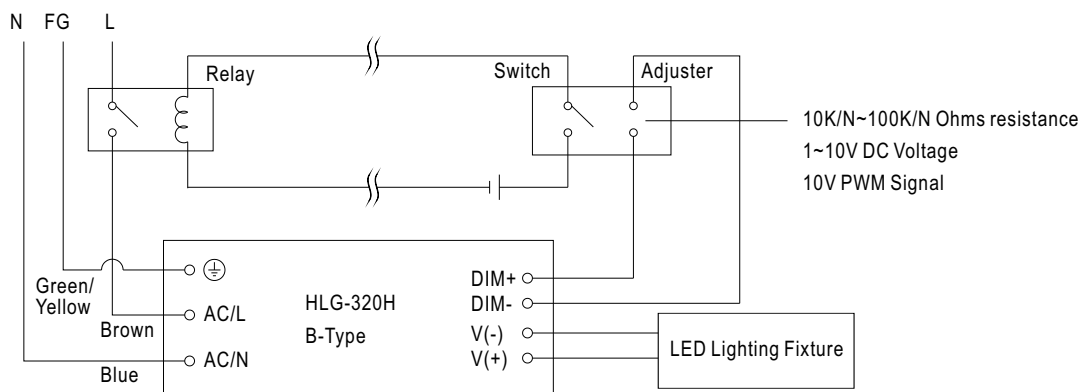 N FG L
Relay
Switch
Adjuster
10K/N~100K/N Ohms resistance
1~10V DC Voltage
10V PWM Signal
Green/
Yellow
Brown
AC/L
Blue
AC/N
HLG-320H
B-Type
DIM+
DIM-
V(-)
V(+)
LED Lighting Fixture